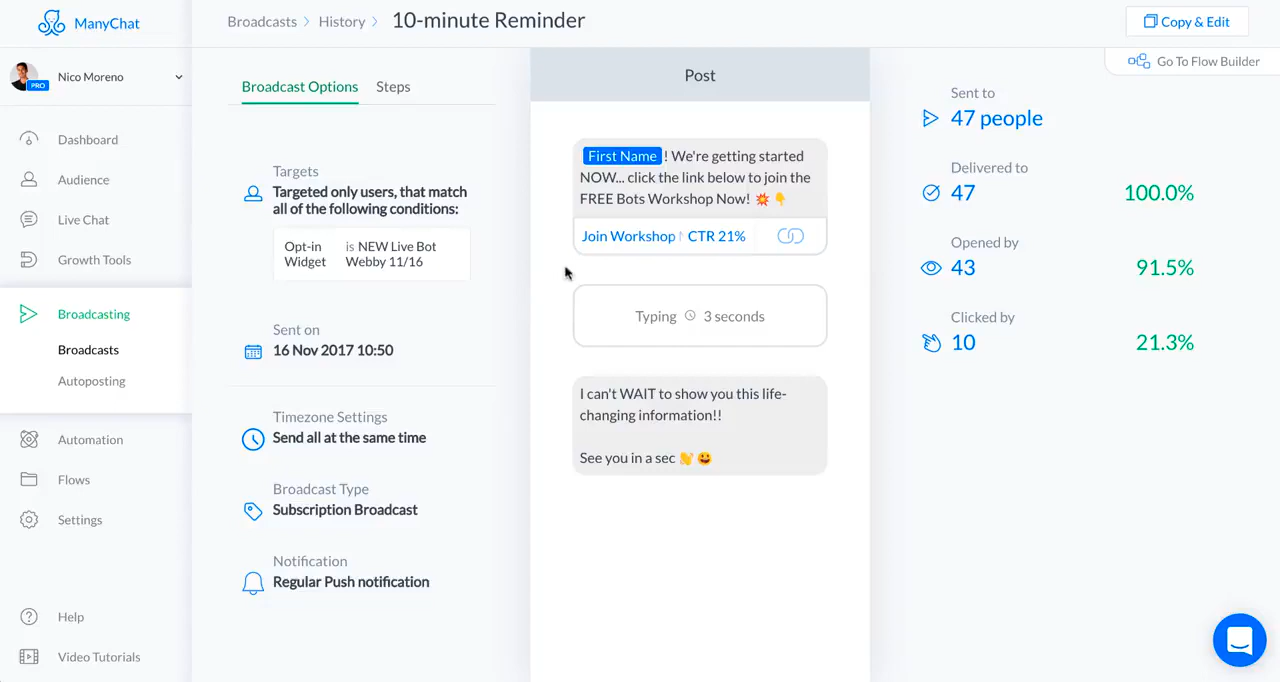 ManyChat
Broadcasts
History
10-minute Reminder
Copy & Edit
Go To Flow Builder
PRO
Nico Moreno
Dashboard
Audience
Live Chat
Growth Tools
Broadcasting
Broadcasts
Autoposting
Automation
Flows
Settings
Help
Video Tutorials
Broadcast Options
Steps
Targets
Targeted only users, that match
all of the following conditions:
Opt-in Widget
is NEW Live Bot
Webby 11/16
Sent on
16 Nov 2017 10:50
Timezone Settings
Send all at the same time
Broadcast Type
Subscription Broadcast
Notification
Regular Push notification
Post
First Name ! We're getting started
NOW... click the link below to join the
FREE Bots Workshop Now! 💥 👇
Join Workshop CTR 21%
Typing 3 seconds
I can't WAIT to show you this life-
changing information!!
See you in a sec 👋 😀
Sent to
47 people
Delivered to
47 100.0%
Opened by
43 91.5%
Clicked by
10 21.3%